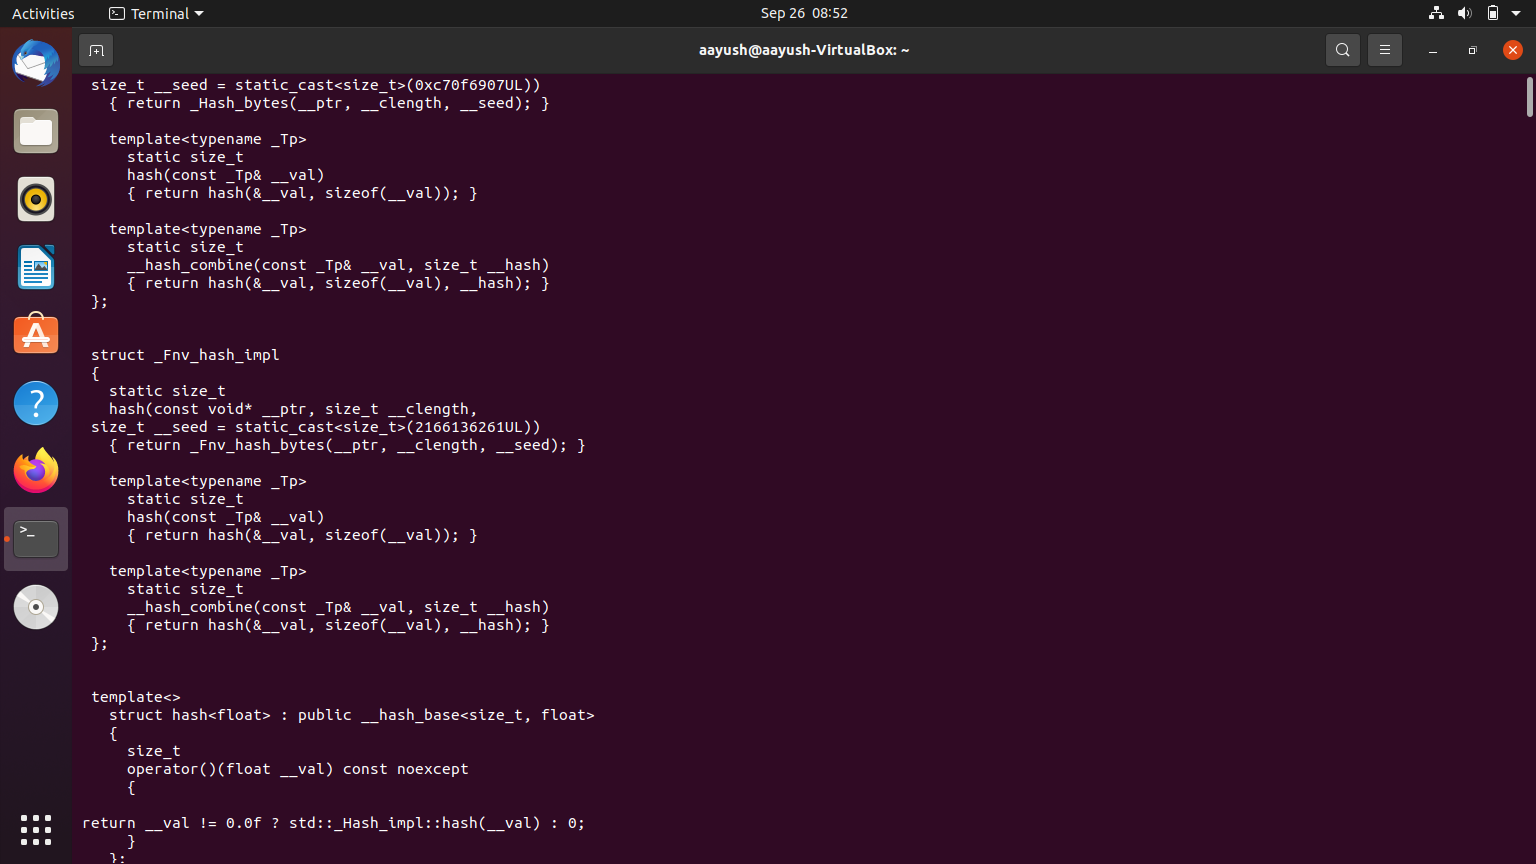 Activities Terminal Sep 26 08:52
aayush@aayush-VirtualBox: ~
size_t __seed = static_cast<size_t>(0xc70f6907UL))
{ return _Hash_bytes(__ptr, __clength, __seed); }
template<typename _Tp>
static size_t
hash(const _Tp& __val)
{ return hash(&__val, sizeof(__val)); }
template<typename _Tp>
static size_t
__hash_combine(const _Tp& __val, size_t __hash)
{ return hash(&__val, sizeof(__val), __hash); }
};
struct _Fnv_hash_impl
{
static size_t
hash(const void* __ptr, size_t __clength,
size_t __seed = static_cast<size_t>(2166136261UL))
{ return _Fnv_hash_bytes(__ptr, __clength, __seed); }
template<typename _Tp>
static size_t
hash(const _Tp& __val)
{ return hash(&__val, sizeof(__val)); }
template<typename _Tp>
static size_t
__hash_combine(const _Tp& __val, size_t __hash)
{ return hash(&__val, sizeof(__val), __hash); }
};
template<>
struct hash<float> : public __hash_base<size_t, float>
{
size_t
operator()(float __val) const noexcept
{
return __val != 0.0f ? std::_Hash_impl::hash(__val) : 0;
}
};